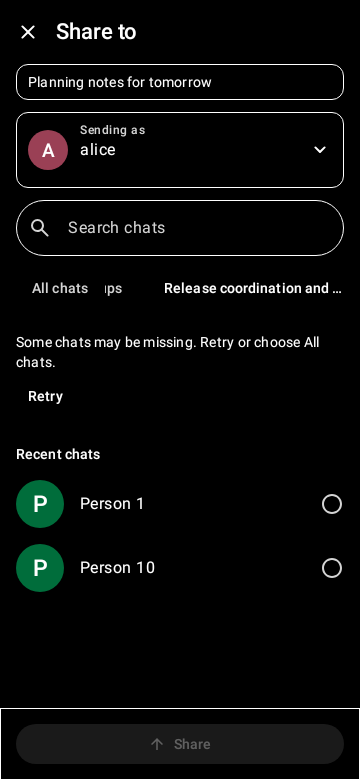 Share to
Planning notes for tomorrow
Sending as
A
alice
Search chats
All chats
ups
Release coordination and …
Some chats may be missing. Retry or choose All
chats.
Retry
Recent chats
P
Person 1
P
Person 10
Share